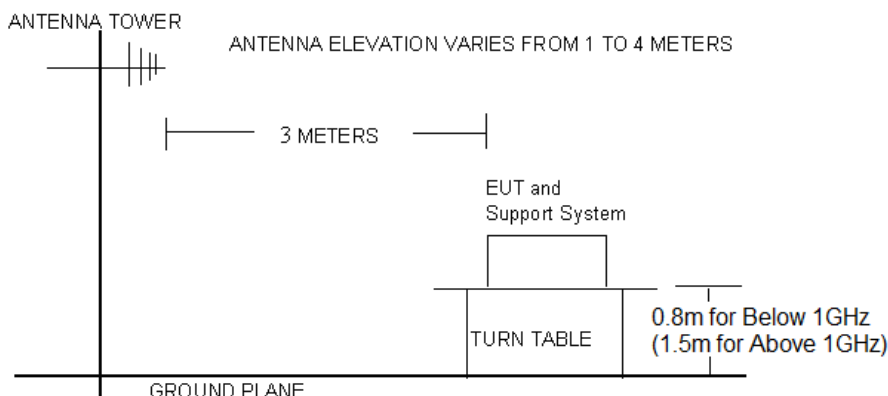 ANTENNA TOWER
ANTENNA ELEVATION VARIES FROM 1 TO 4 METERS
3 METERS
EUT and
Support System
0.8m for Below 1GHz
TURN TABLE
(1.5m for Above 1GHz)
GROUND PLANE